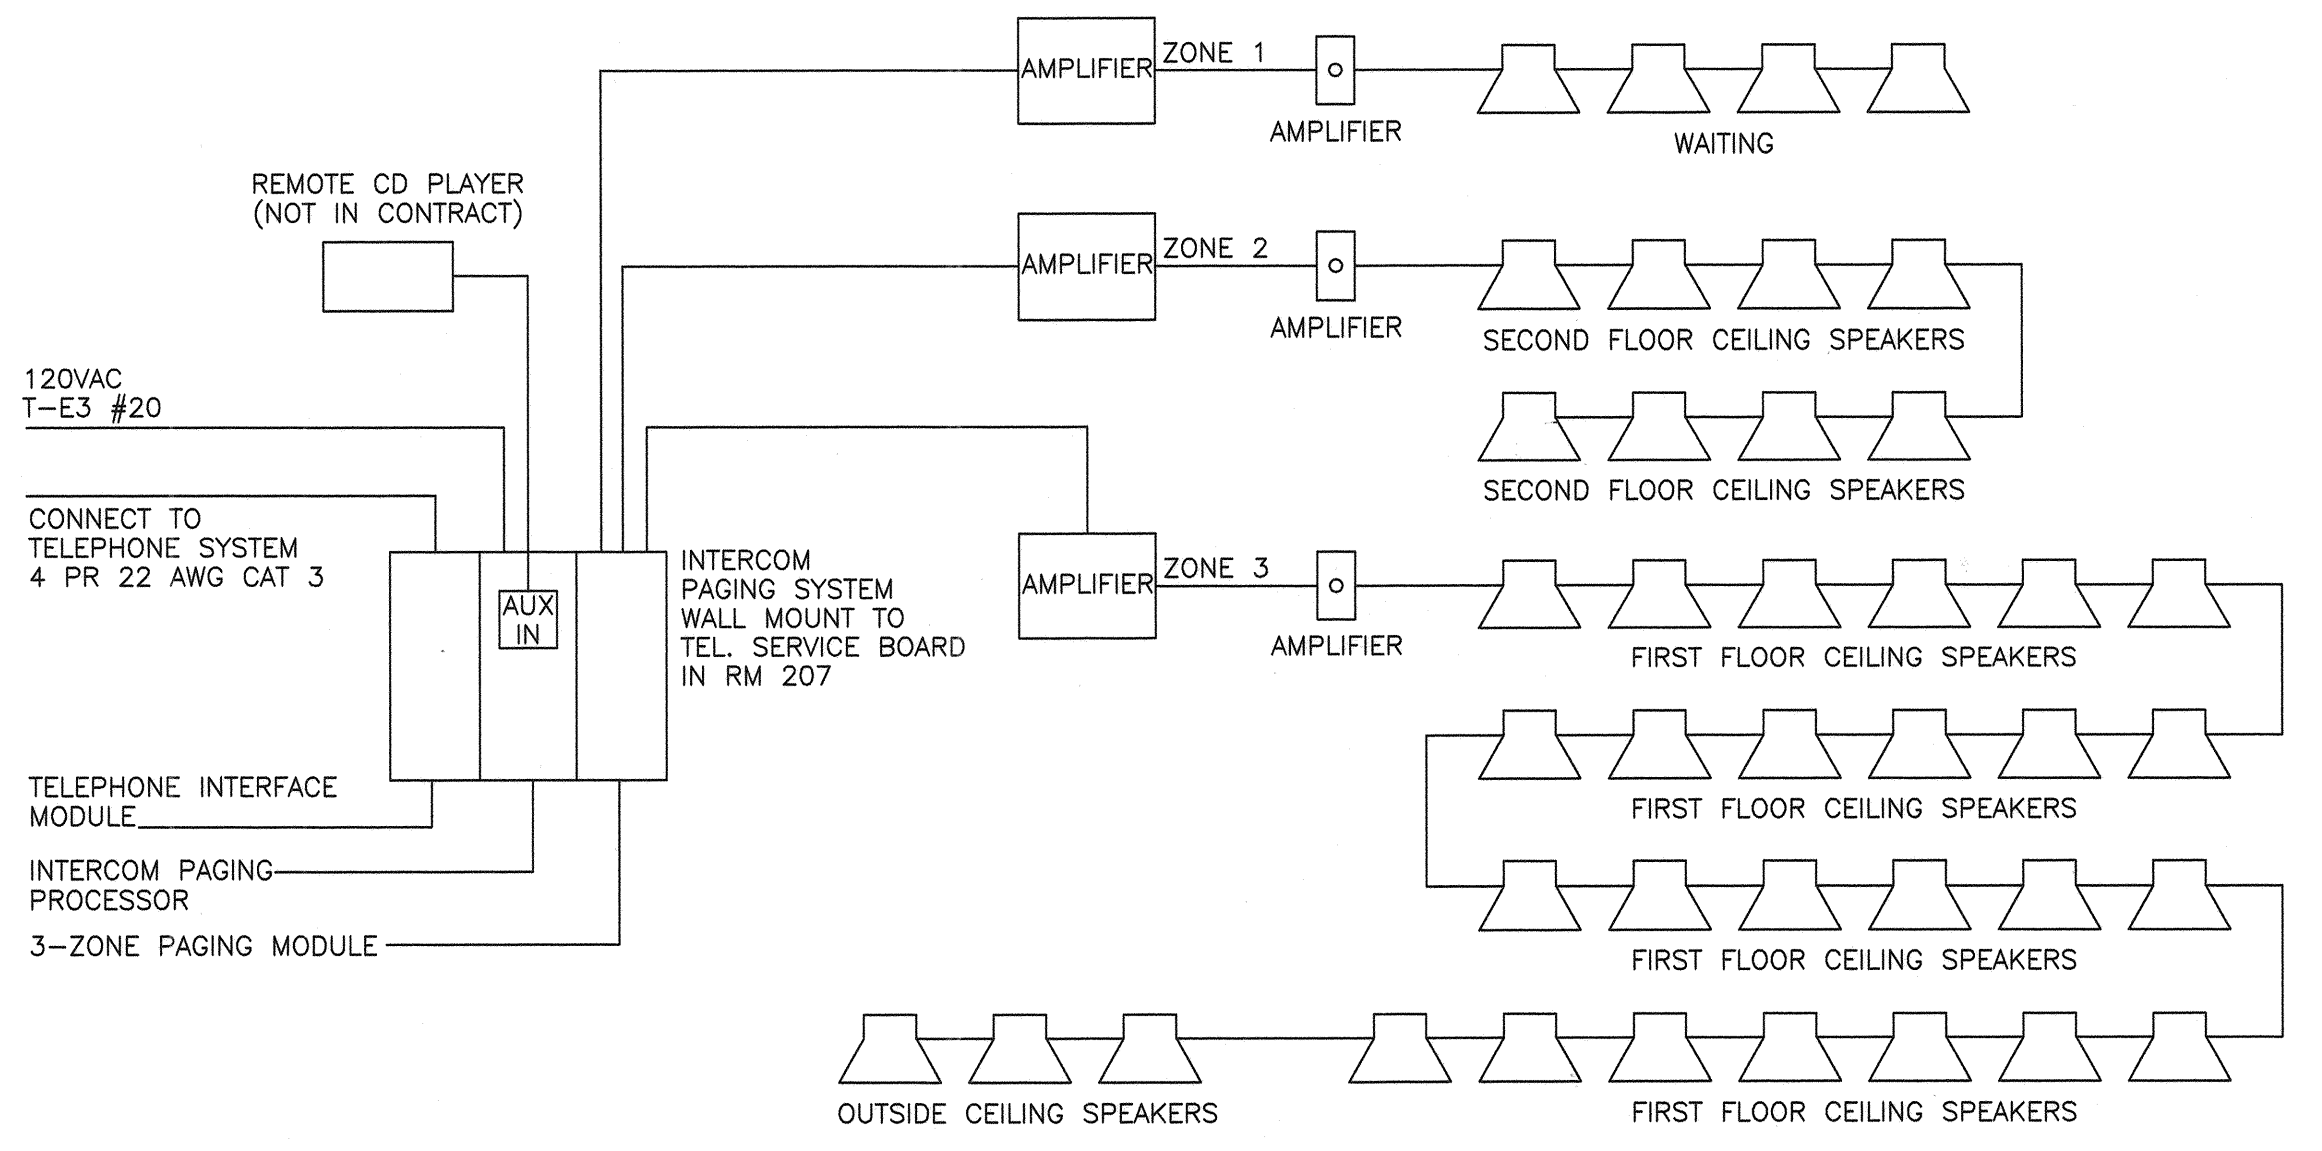 AMPLIFIER
ZONE 1
AMPLIFIER
WAITING
REMOTE CD PLAYER
(NOT IN CONTRACT)
AMPLIFIER
ZONE 2
AMPLIFIER
SECOND FLOOR CEILING SPEAKERS
SECOND FLOOR CEILING SPEAKERS
120VAC
T-E3 #20
CONNECT TO
TELEPHONE SYSTEM
4 PR 22 AWG CAT 3
AUX
IN
INTERCOM
PAGING SYSTEM
WALL MOUNT TO
TEL. SERVICE BOARD
IN RM 207
AMPLIFIER
ZONE 3
AMPLIFIER
FIRST FLOOR CEILING SPEAKERS
FIRST FLOOR CEILING SPEAKERS
FIRST FLOOR CEILING SPEAKERS
TELEPHONE INTERFACE
MODULE
INTERCOM PAGING
PROCESSOR
3-ZONE PAGING MODULE
OUTSIDE CEILING SPEAKERS
FIRST FLOOR CEILING SPEAKERS